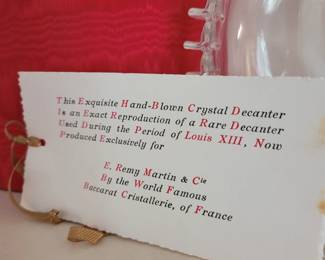 This Exquisite Hand-Blown Crystal Decanter
Is an Exact Reproduction of a Rare Decanter
Used During the Period of Louis XIII, Now
Produced Exclusively for
E. Remy Martin & Cie
By the World Famous
Baccarat Cristallerie, of France